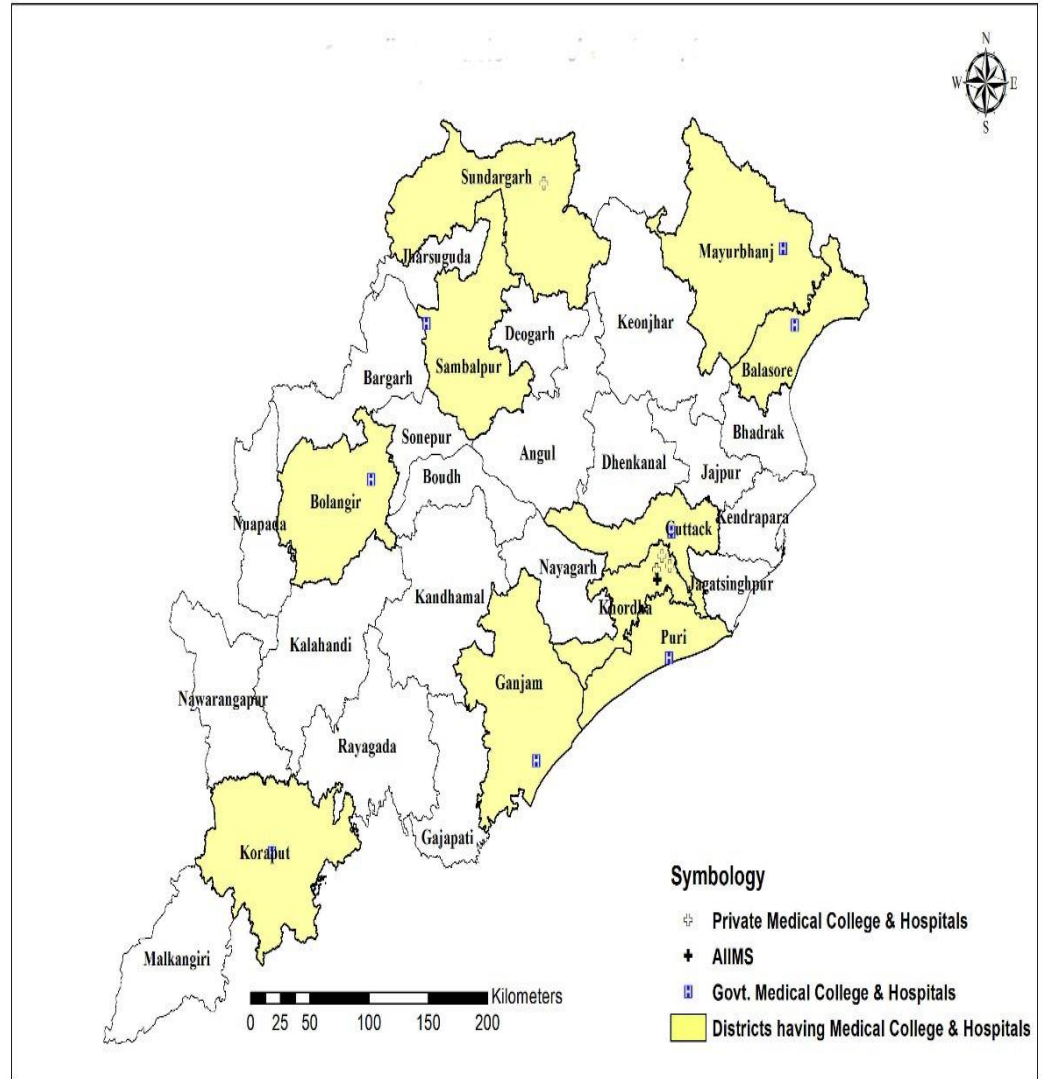 N
W E
S
Sundargarh
Jharsuguda
Mayurbhanj
Keonjhar
Deogarh
Sambalpur
Balasore
Bargarh
Bhadrak
Sonepur
Angul
Dhenkanal
Jajpur
Boudh
Bolangir
Kendrapara
Nuapada
Cuttack
Nayagarh
Jagatsinghpur
Kandhamal
Khordha
Puri
Kalahandi
Ganjam
Nawarangapur
Rayagada
Gajapati
Koraput
Malkangiri
Symbology
Private Medical College & Hospitals
AIIMS
H Govt. Medical College & Hospitals
Districts having Medical College & Hospitals
Kilometers
0 25 50 100 150 200